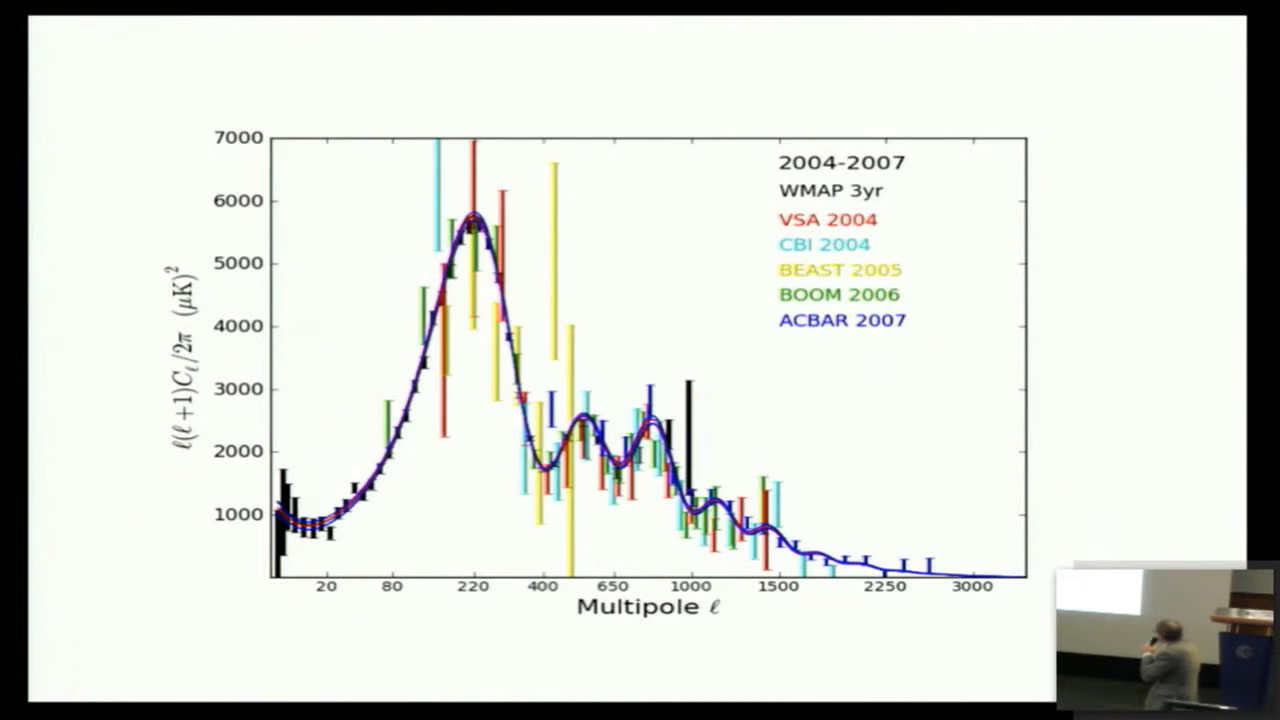 7000
6000
5000
4000
3000
2000
1000
ℓ(ℓ+1)C_ℓ/2π (μK)²
2004-2007
WMAP 3yr
VSA 2004
CBI 2004
BEAST 2005
BOOM 2006
ACBAR 2007
20 80 220 400 650 1000 1500 2250 3000
Multipole ℓ